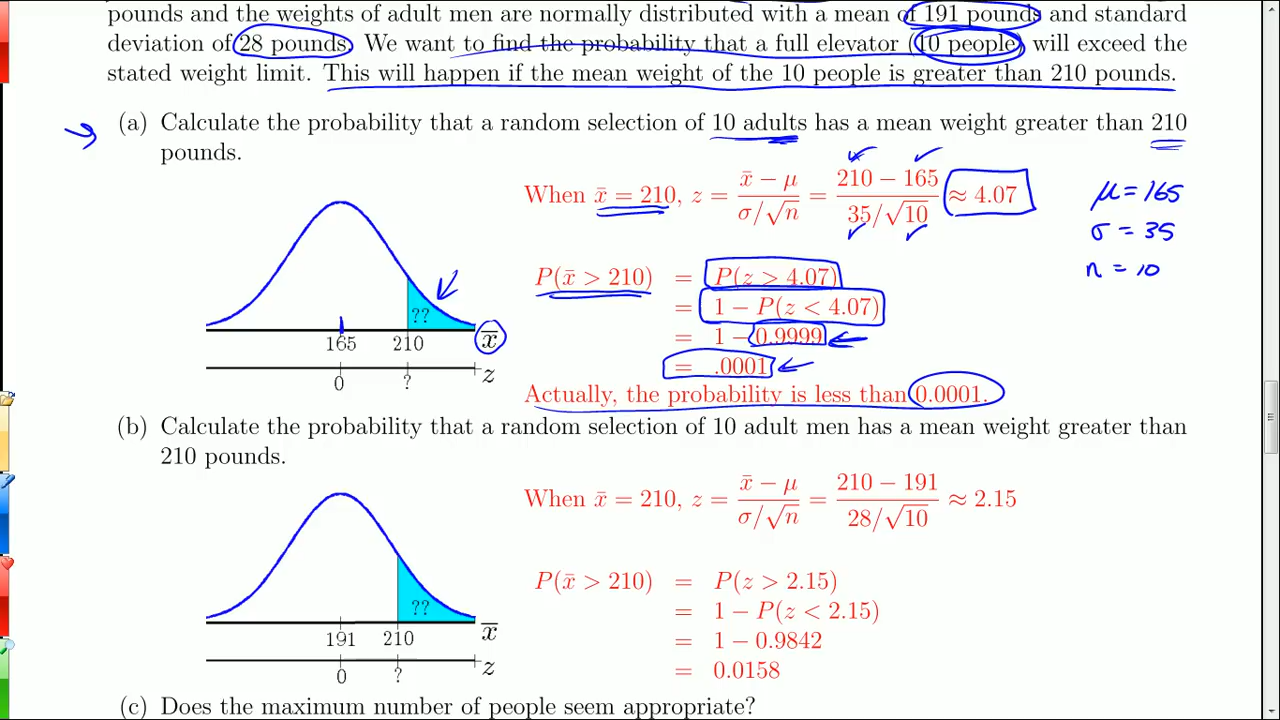 pounds and the weights of adult men are normally distributed with a mean of 191 pounds and standard
deviation of 28 pounds. We want to find the probability that a full elevator (10 people) will exceed the
stated weight limit. This will happen if the mean weight of the 10 people is greater than 210 pounds.
(a) Calculate the probability that a random selection of 10 adults has a mean weight greater than 210
pounds.
When x̄ = 210, z = (x̄ − μ)/(σ/√n) = (210 − 165)/(35/√10) ≈ 4.07
μ = 165
σ = 35
n = 10
P(x̄ > 210) = P(z > 4.07)
= 1 − P(z < 4.07)
= 1 − 0.9999
= .0001
Actually, the probability is less than 0.0001.
??
165 210 x̄
0 ? z
(b) Calculate the probability that a random selection of 10 adult men has a mean weight greater than
210 pounds.
When x̄ = 210, z = (x̄ − μ)/(σ/√n) = (210 − 191)/(28/√10) ≈ 2.15
P(x̄ > 210) = P(z > 2.15)
= 1 − P(z < 2.15)
= 1 − 0.9842
= 0.0158
??
191 210 x̄
0 ? z
(c) Does the maximum number of people seem appropriate?